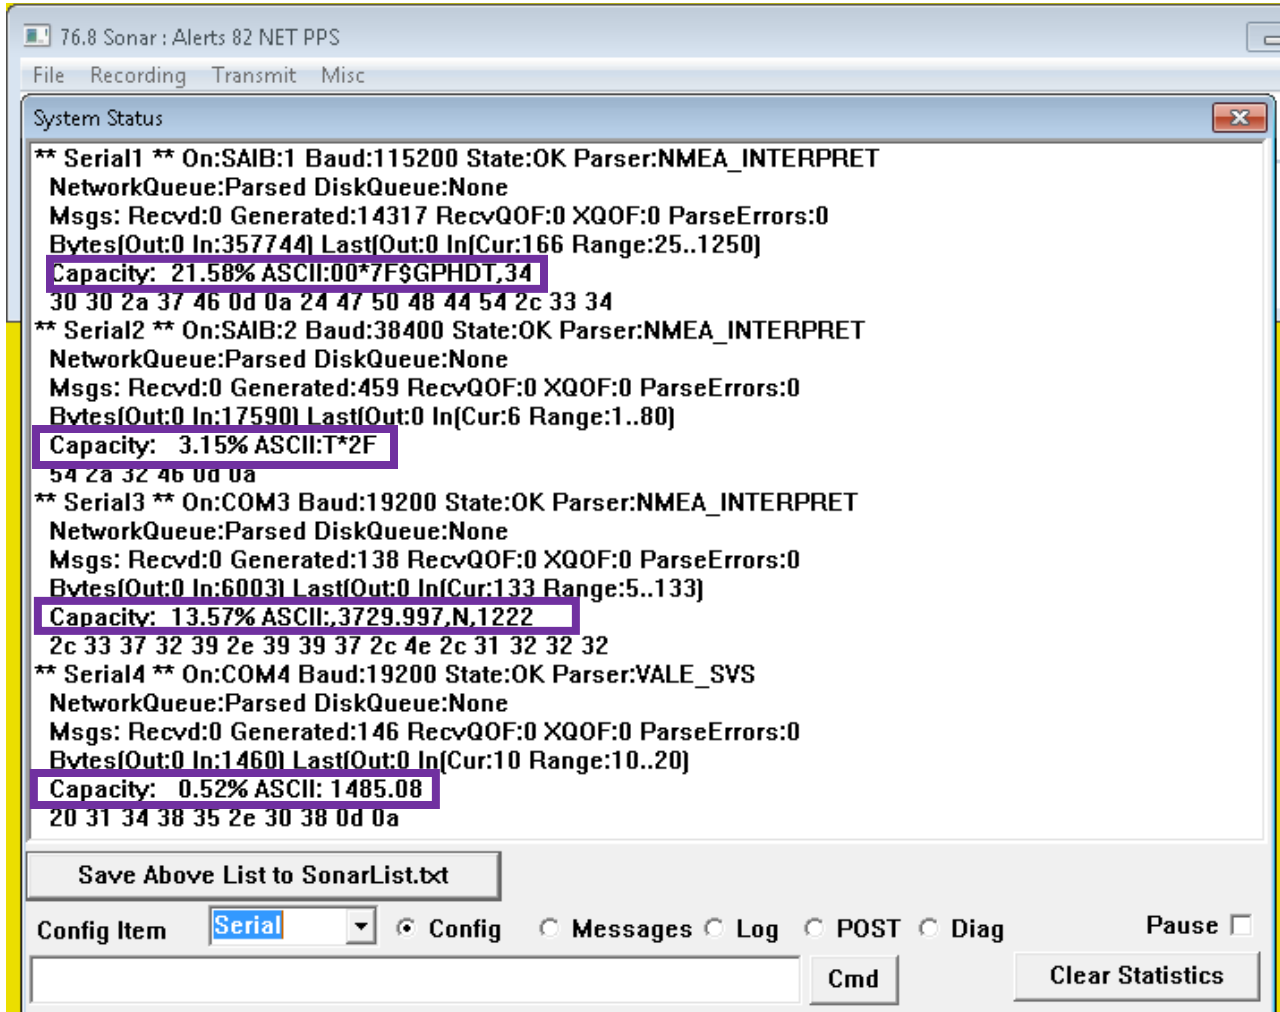 76.8 Sonar : Alerts 82 NET PPS
File Recording Transmit Misc
System Status
** Serial1 ** On:SAIB:1 Baud:115200 State:OK Parser:NMEA_INTERPRET
NetworkQueue:Parsed DiskQueue:None
Msgs: Recvd:0 Generated:14317 RecvQOF:0 XQOF:0 ParseErrors:0
Bytes(Out:0 In:357744) Last(Out:0 In(Cur:166 Range:25..1250)
Capacity: 21.58% ASCII:00*7F$GPHDT,34
30 30 2a 37 46 0d 0a 24 47 50 48 44 54 2c 33 34
** Serial2 ** On:SAIB:2 Baud:38400 State:OK Parser:NMEA_INTERPRET
NetworkQueue:Parsed DiskQueue:None
Msgs: Recvd:0 Generated:459 RecvQOF:0 XQOF:0 ParseErrors:0
Bytes(Out:0 In:17590) Last(Out:0 In(Cur:6 Range:1..80)
Capacity: 3.15% ASCII:T*2F
54 2a 32 46 0d 0a
** Serial3 ** On:COM3 Baud:19200 State:OK Parser:NMEA_INTERPRET
NetworkQueue:Parsed DiskQueue:None
Msgs: Recvd:0 Generated:138 RecvQOF:0 XQOF:0 ParseErrors:0
Bytes(Out:0 In:6003) Last(Out:0 In(Cur:133 Range:5..133)
Capacity: 13.57% ASCII:,3729.997,N,1222
2c 33 37 32 39 2e 39 39 37 2c 4e 2c 31 32 32 32
** Serial4 ** On:COM4 Baud:19200 State:OK Parser:VALE_SVS
NetworkQueue:Parsed DiskQueue:None
Msgs: Recvd:0 Generated:146 RecvQOF:0 XQOF:0 ParseErrors:0
Bytes(Out:0 In:1460) Last(Out:0 In(Cur:10 Range:10..20)
Capacity: 0.52% ASCII: 1485.08
20 31 34 38 35 2e 30 38 0d 0a
Save Above List to SonarList.txt
Config Item Serial Config Messages Log POST Diag Pause
Cmd Clear Statistics